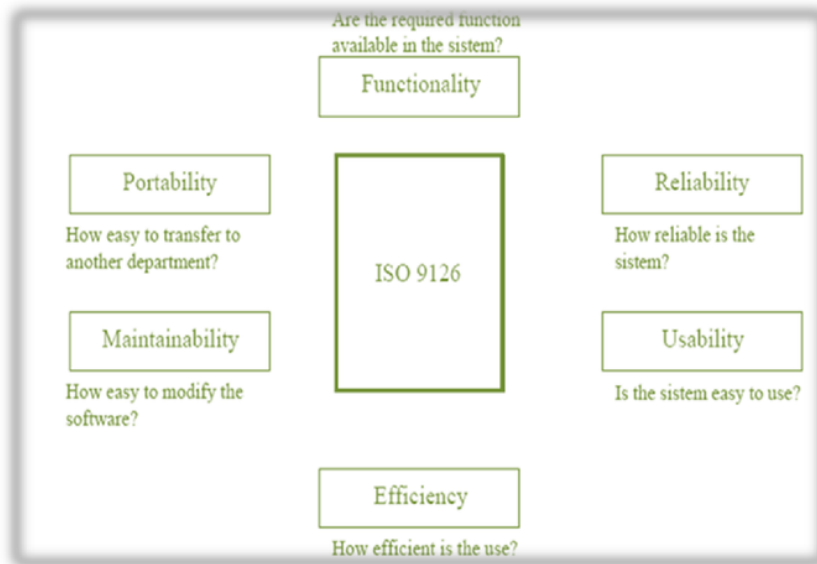 Are the required function
available in the sistem?
Functionality
Portability
How easy to transfer to
another department?
Reliability
How reliable is the
sistem?
ISO 9126
Maintainability
How easy to modify the
software?
Usability
Is the sistem easy to use?
Efficiency
How efficient is the use?